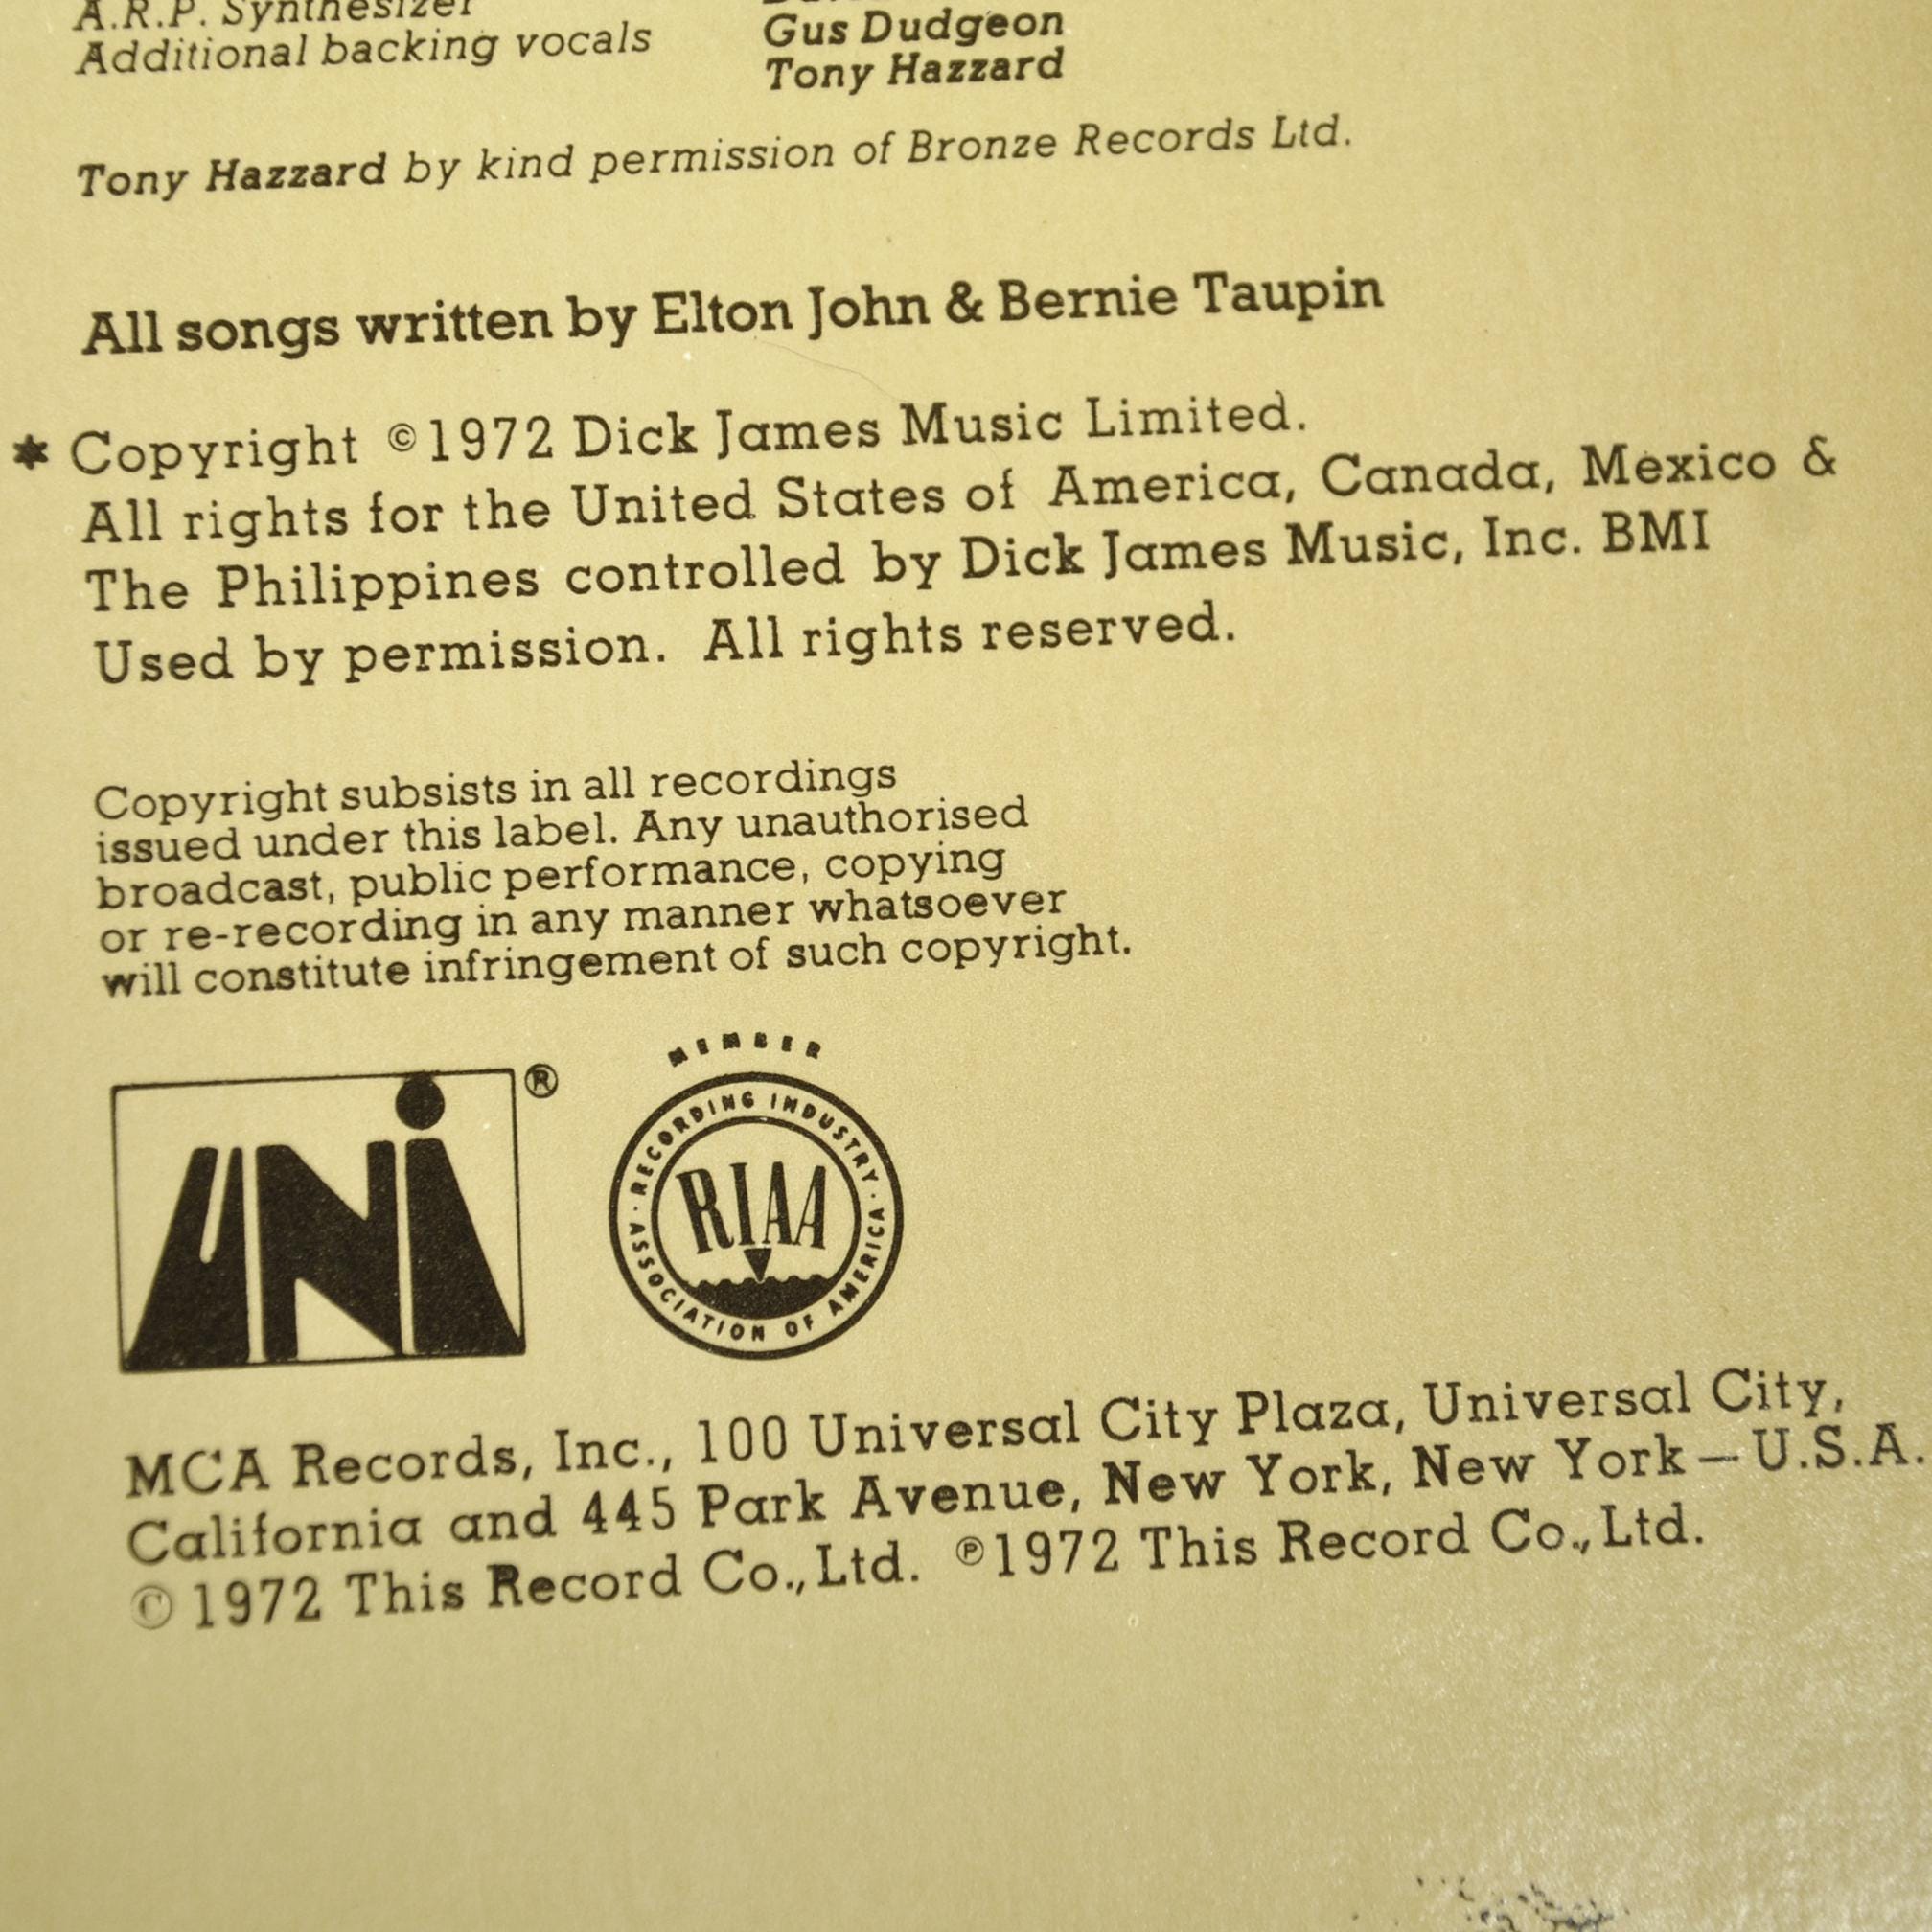 A.R.P. Synthesizer
Additional backing vocals
Gus Dudgeon
Tony Hazzard
Tony Hazzard by kind permission of Bronze Records Ltd.
All songs written by Elton John & Bernie Taupin
* Copyright ©1972 Dick James Music Limited.
All rights for the United States of America, Canada, Mexico &
The Philippines controlled by Dick James Music, Inc. BMI
Used by permission. All rights reserved.
Copyright subsists in all recordings
issued under this label. Any unauthorised
broadcast, public performance, copying
or re-recording in any manner whatsoever
will constitute infringement of such copyright.
UNi ®
MEMBER
· RECORDING INDUSTRY · ASSOCIATION OF AMERICA
RIAA
MCA Records, Inc., 100 Universal City Plaza, Universal City,
California and 445 Park Avenue, New York, New York — U.S.A.
©1972 This Record Co., Ltd. ℗1972 This Record Co., Ltd.